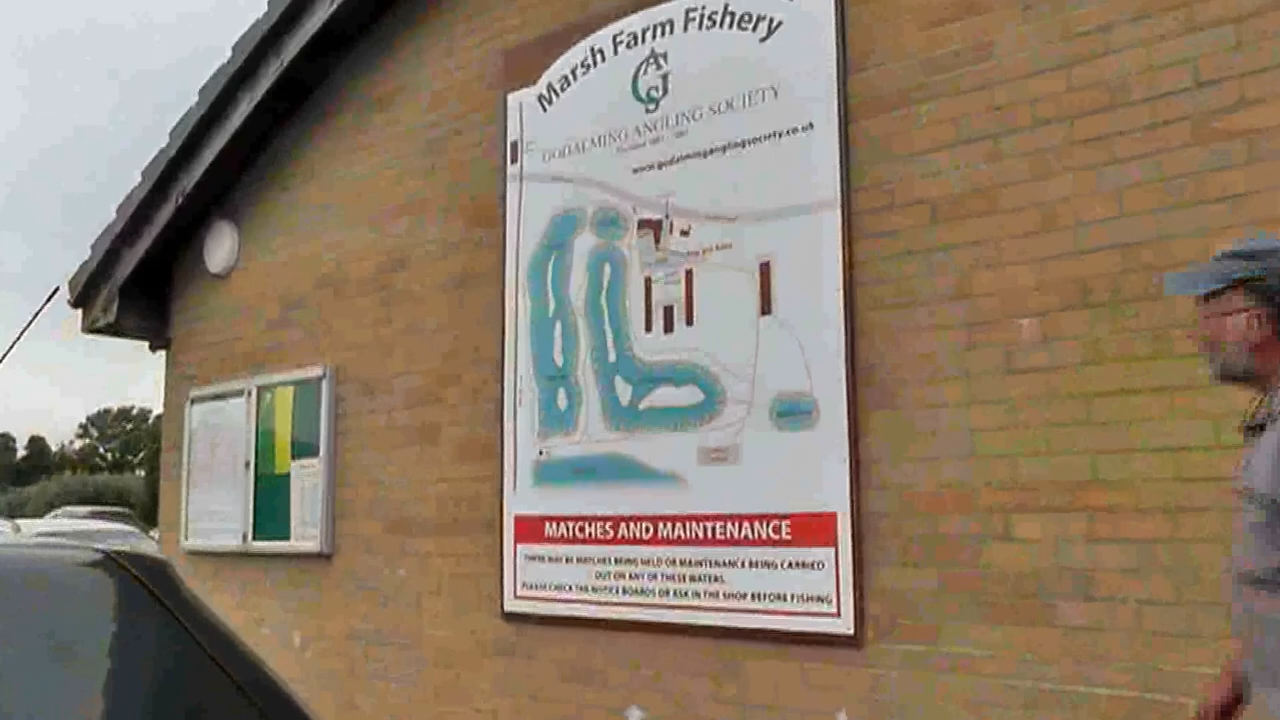 Marsh Farm Fishery
GAS
GODALMING ANGLING SOCIETY
www.godalminganglingsociety.co.uk
MATCHES AND MAINTENANCE
THERE MAY BE MATCHES BEING HELD OR MAINTENANCE BEING CARRIED
OUT ON ANY OF THESE WATERS.
PLEASE CHECK THE NOTICE BOARDS OR ASK IN THE SHOP BEFORE FISHING